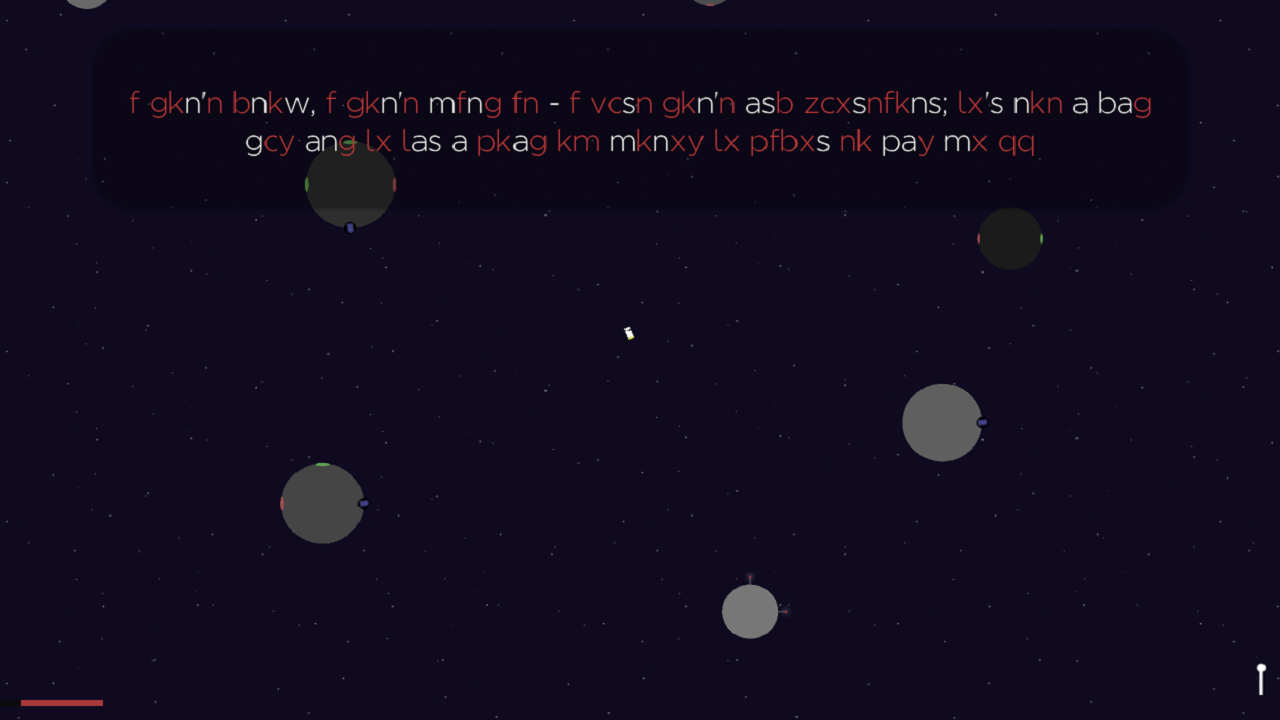 f gkn'n bnkw, f gkn'n mfng fn - f vcsn gkn'n asb zcxsnfkns; lx's nkn a bag
gcy ang lx las a pkag km mknxy lx pfbxs nk pay mx qq